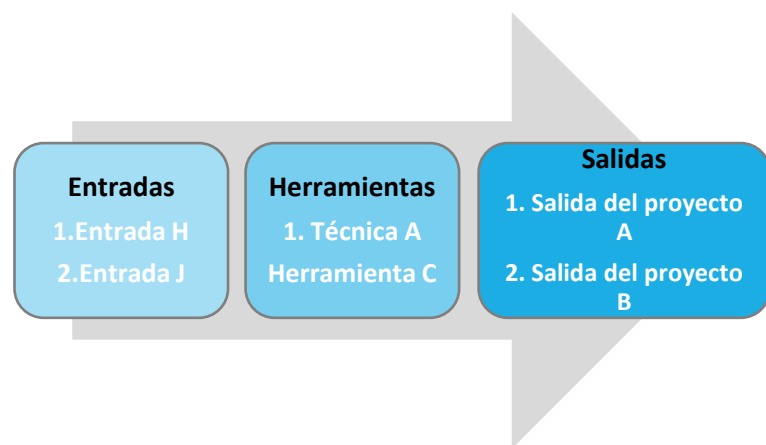 Entradas
1.Entrada H
2.Entrada J
Herramientas
1. Técnica A
Herramienta C
Salidas
1. Salida del proyecto
A
2. Salida del proyecto
B